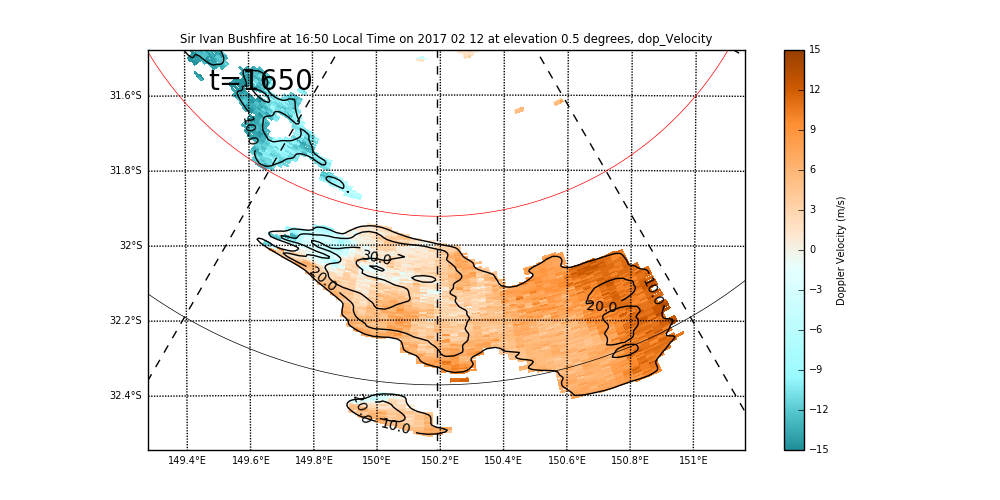 Sir Ivan Bushfire at 16:50 Local Time on 2017 02 12 at elevation 0.5 degrees, dop_Velocity
t=1650
31.6°S
31.8°S
32°S
32.2°S
32.4°S
149.4°E 149.6°E 149.8°E 150°E 150.2°E 150.4°E 150.6°E 150.8°E 151°E
10.0
30.0
20.0
20.0
10.0
10.0
10.0
15
12
9
6
3
0
−3
−6
−9
−12
−15
Doppler Velocity (m/s)